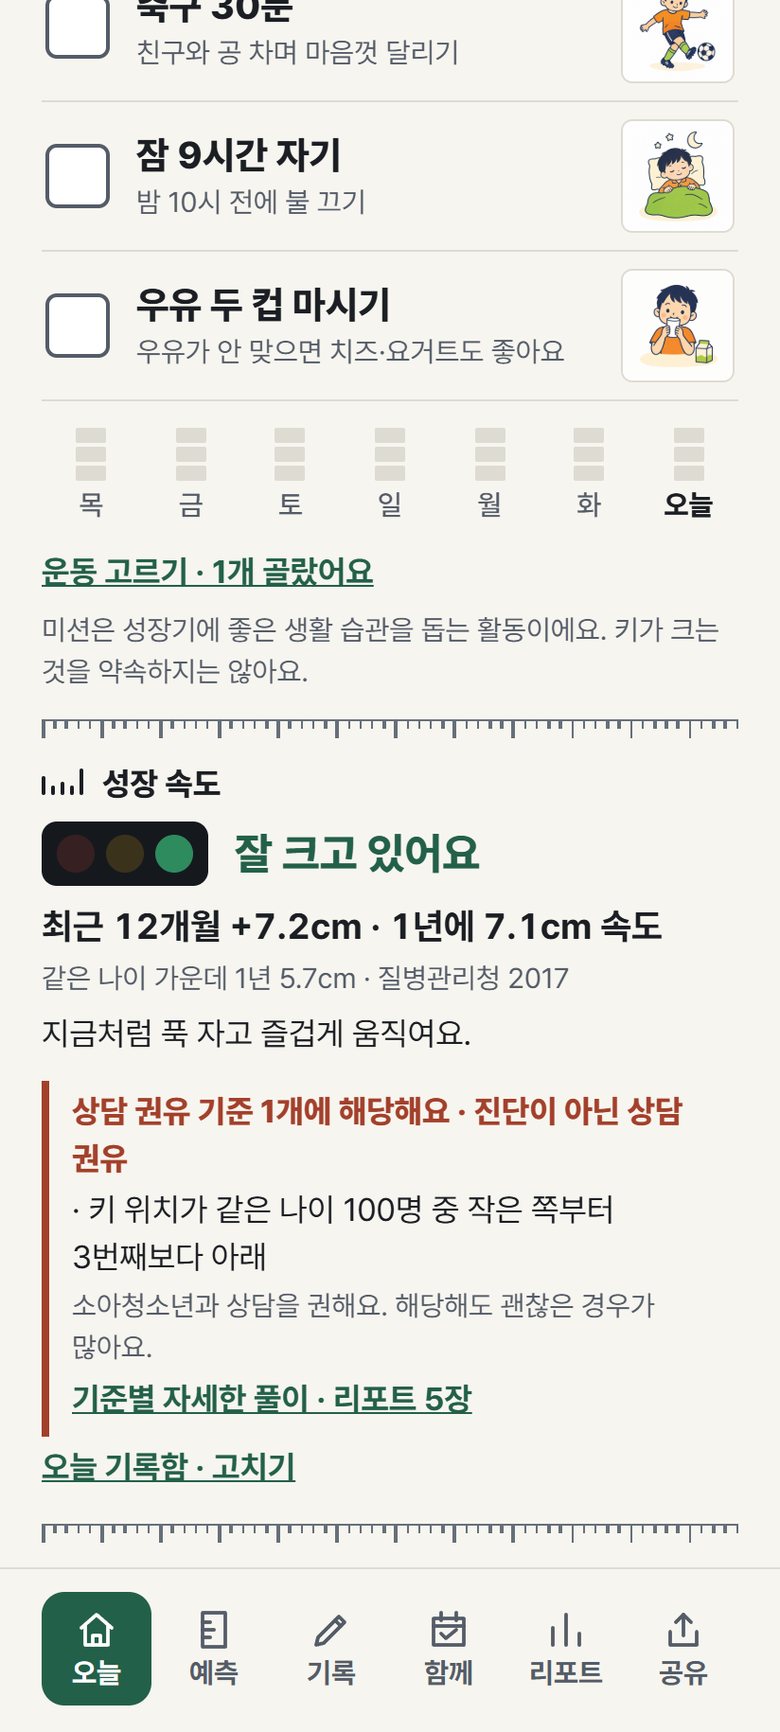 축구 30분
친구와 공 차며 마음껏 달리기
잠 9시간 자기
밤 10시 전에 불 끄기
우유 두 컵 마시기
우유가 안 맞으면 치즈·요거트도 좋아요
목 금 토 일 월 화 오늘
운동 고르기 · 1개 골랐어요
미션은 성장기에 좋은 생활 습관을 돕는 활동이에요. 키가 크는
것을 약속하지는 않아요.
성장 속도
잘 크고 있어요
최근 12개월 +7.2cm · 1년에 7.1cm 속도
같은 나이 가운데 1년 5.7cm · 질병관리청 2017
지금처럼 푹 자고 즐겁게 움직여요.
상담 권유 기준 1개에 해당해요 · 진단이 아닌 상담
권유
· 키 위치가 같은 나이 100명 중 작은 쪽부터
3번째보다 아래
소아청소년과 상담을 권해요. 해당해도 괜찮은 경우가
많아요.
기준별 자세한 풀이 · 리포트 5장
오늘 기록함 · 고치기
오늘 예측 기록 함께 리포트 공유